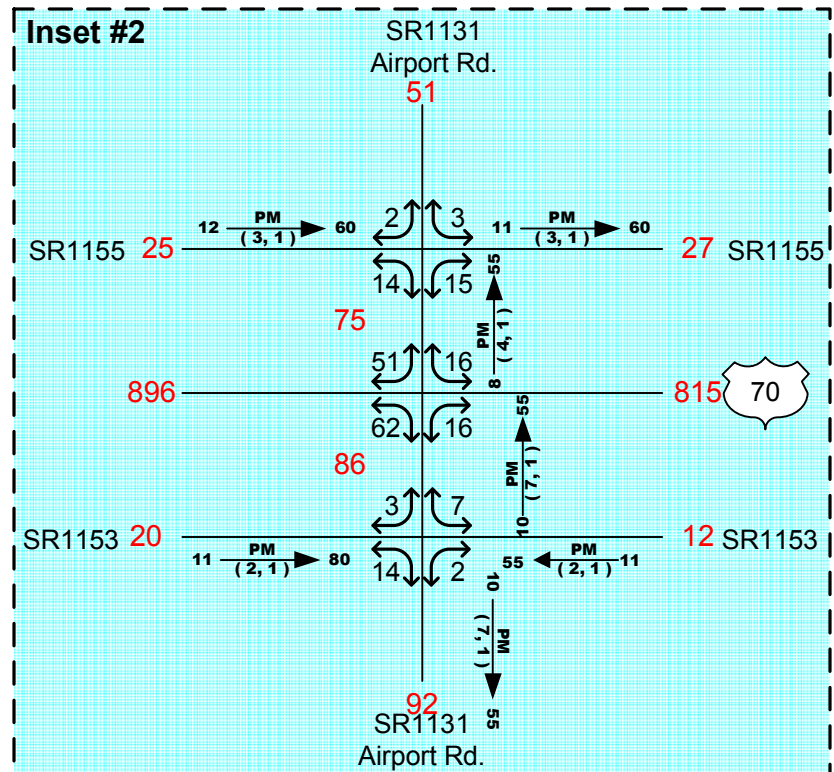 Inset #2
SR1131
Airport Rd.
51
2 3
12 PM 60
( 3, 1 )
11 PM 60
( 3, 1 )
SR1155 25
27 SR1155
14 15
55
PM
( 4, 1 )
8
75
51 16
896
815 70
62 16
55
PM
( 7, 1 )
10
86
3 7
SR1153 20
12 SR1153
11 PM 80
( 2, 1 )
14 2
55 PM 11
( 2, 1 )
10
PM
( 7, 1 )
55
92
SR1131
Airport Rd.